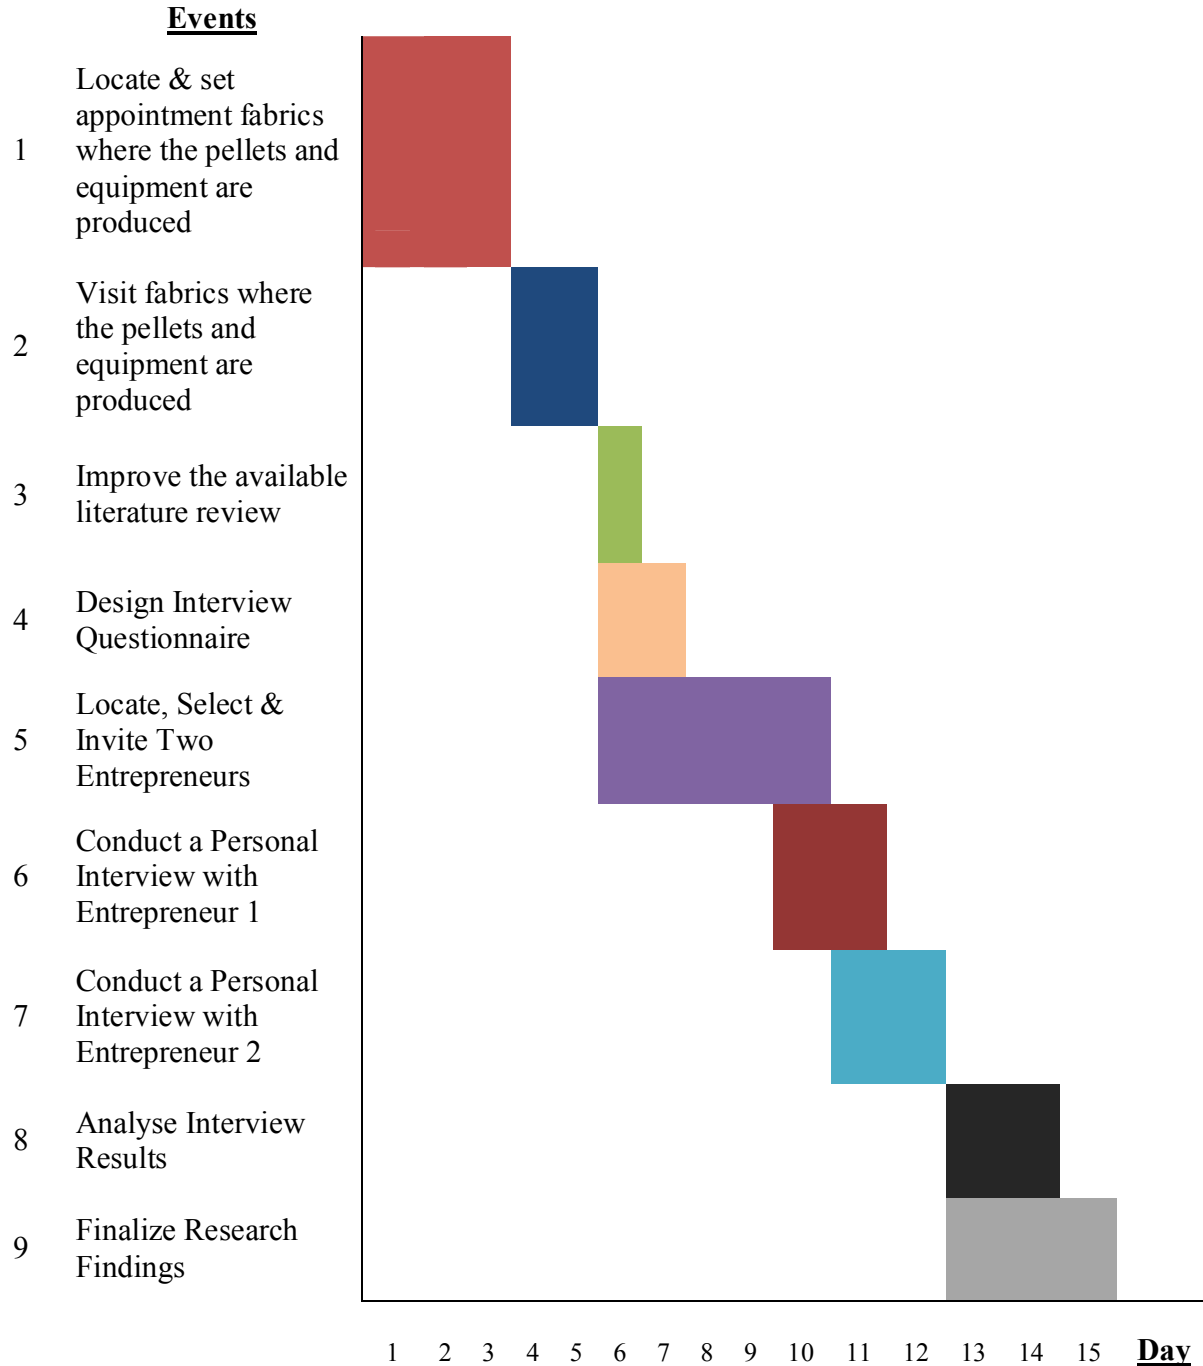 Events
1
Locate & set
appointment fabrics
where the pellets and
equipment are
produced
2
Visit fabrics where
the pellets and
equipment are
produced
3
Improve the available
literature review
4
Design Interview
Questionnaire
5
Locate, Select &
Invite Two
Entrepreneurs
6
Conduct a Personal
Interview with
Entrepreneur 1
7
Conduct a Personal
Interview with
Entrepreneur 2
8
Analyse Interview
Results
9
Finalize Research
Findings
1 2 3 4 5 6 7 8 9 10 11 12 13 14 15 Day